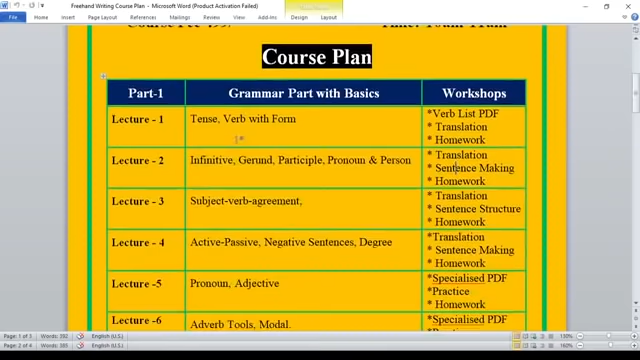 Freehand Writing Course Plan - Microsoft Word (Product Activation Failed)
Home Insert Page Layout References Mailings Review View Add-Ins Design Layout
Course Plan
Part-1 Grammar Part with Basics Workshops
Lecture - 1 Tense, Verb with Form *Verb List PDF
* Translation
* Homework
Lecture - 2 Infinitive, Gerund, Participle, Pronoun & Person * Translation
* Sentence Making
* Homework
Lecture - 3 Subject-verb-agreement, * Translation
* Sentence Structure
* Homework
Lecture - 4 Active-Passive, Negative Sentences, Degree *Translation
* Sentence Making
* Homework
Lecture -5 Pronoun, Adjective *Specialised PDF
*Practice
* Homework
Lecture -6 Adverb Tools, Modal. *Specialised PDF
Page: 1 of 3 Words: 392 English (U.S.) 130%
Page: 2 of 4 Words: 385 English (U.S.) 160%